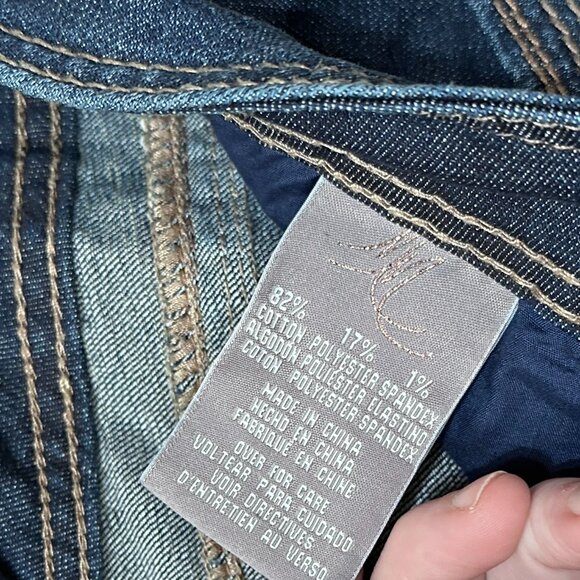 82% 17% 1%
COTTON POLYESTER SPANDEX
ALGODON POLIESTER ELASTINO
COTON POLYESTER SPANDEX
MADE IN CHINA
HECHO EN CHINA
FABRIQUE EN CHINE
OVER FOR CARE
VOLTEAR PARA CUIDADO
VOIR DIRECTIVES
D'ENTRETIEN AU VERSO